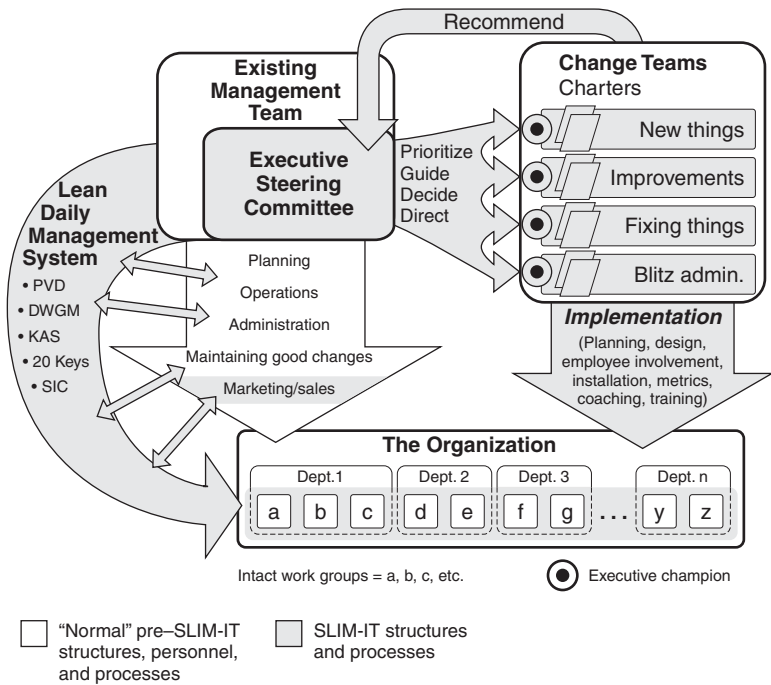 Recommend
Existing
Management
Team
Executive
Steering
Committee
Prioritize
Guide
Decide
Direct
Change Teams
Charters
New things
Improvements
Fixing things
Blitz admin.
Lean
Daily
Management
System
• PVD
• DWGM
• KAS
• 20 Keys
• SIC
Planning
Operations
Administration
Maintaining good changes
Marketing/sales
Implementation
(Planning, design,
employee involvement,
installation, metrics,
coaching, training)
The Organization
Dept.1
Dept. 2
Dept. 3
Dept. n
a b c d e f g ... y z
Intact work groups = a, b, c, etc.
Executive champion
“Normal” pre–SLIM-IT
structures, personnel,
and processes
SLIM-IT structures
and processes